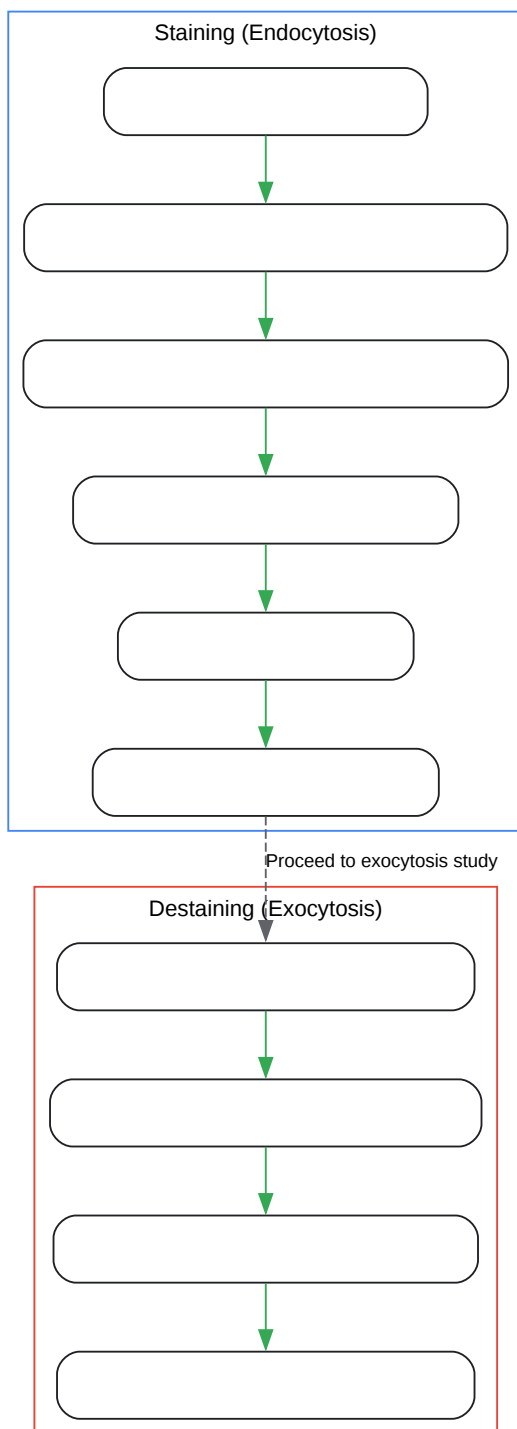 Staining (Endocytosis)
Proceed to exocytosis study
Destaining (Exocytosis)